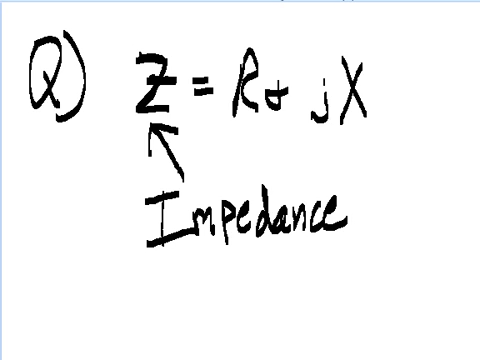 Q) Z = R + jX
Impedance